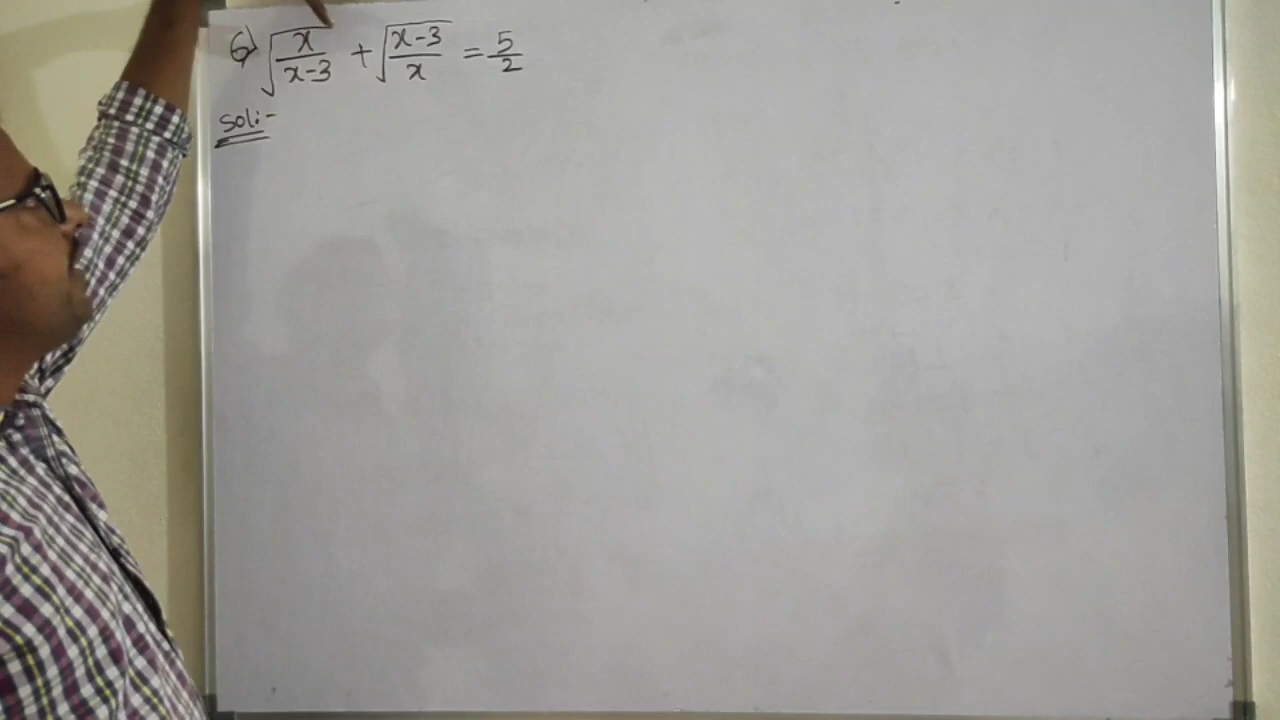 6) √(x/(x-3)) + √((x-3)/x) = 5/2
Sol:-